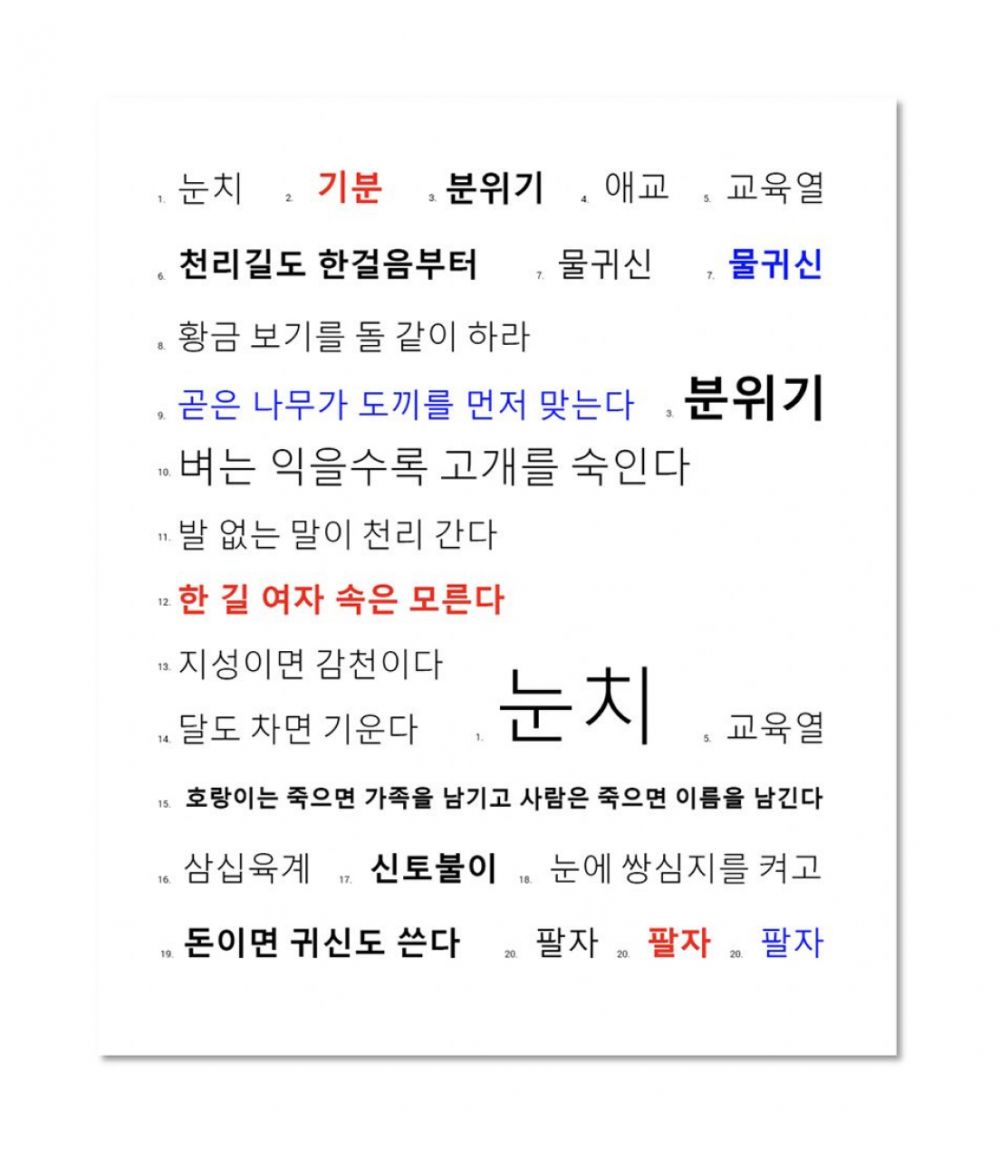 1. 눈치 2. 기분 3. 분위기 4. 애교 5. 교육열
6. 천리길도 한걸음부터 7. 물귀신 7. 물귀신
8. 황금 보기를 돌 같이 하라
9. 곧은 나무가 도끼를 먼저 맞는다 3. 분위기
10. 벼는 익을수록 고개를 숙인다
11. 발 없는 말이 천리 간다
12. 한 길 여자 속은 모른다
13. 지성이면 감천이다
14. 달도 차면 기운다 1. 눈치 5. 교육열
15. 호랑이는 죽으면 가족을 남기고 사람은 죽으면 이름을 남긴다
16. 삼십육계 17. 신토불이 18. 눈에 쌍심지를 켜고
19. 돈이면 귀신도 쓴다 20. 팔자 20. 팔자 20. 팔자